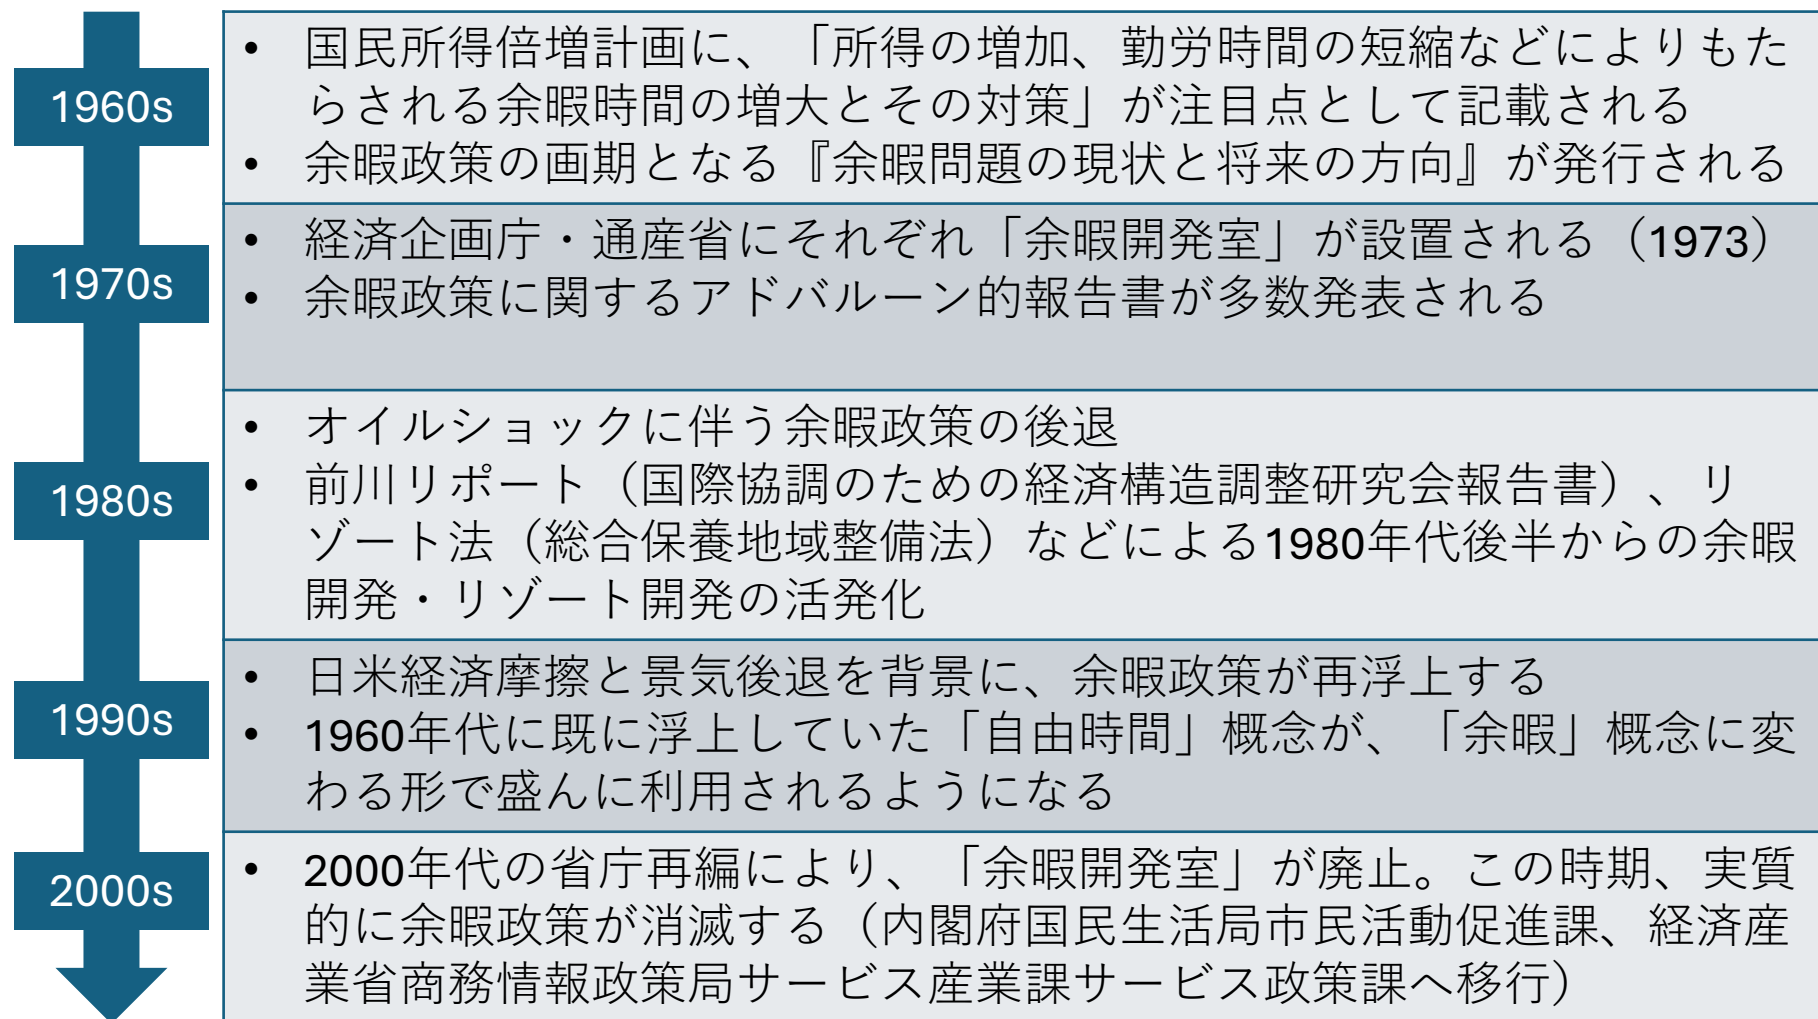 1960s
• 国民所得倍増計画に、「所得の増加、勤労時間の短縮などによりもた
らされる余暇時間の増大とその対策」が注目点として記載される
• 余暇政策の画期となる『余暇問題の現状と将来の方向』が発行される
1970s
• 経済企画庁・通産省にそれぞれ「余暇開発室」が設置される（1973）
• 余暇政策に関するアドバルーン的報告書が多数発表される
1980s
• オイルショックに伴う余暇政策の後退
• 前川リポート（国際協調のための経済構造調整研究会報告書）、リ
ゾート法（総合保養地域整備法）などによる1980年代後半からの余暇
開発・リゾート開発の活発化
1990s
• 日米経済摩擦と景気後退を背景に、余暇政策が再浮上する
• 1960年代に既に浮上していた「自由時間」概念が、「余暇」概念に変
わる形で盛んに利用されるようになる
2000s
• 2000年代の省庁再編により、「余暇開発室」が廃止。この時期、実質
的に余暇政策が消滅する（内閣府国民生活局市民活動促進課、経済産
業省商務情報政策局サービス産業課サービス政策課へ移行）